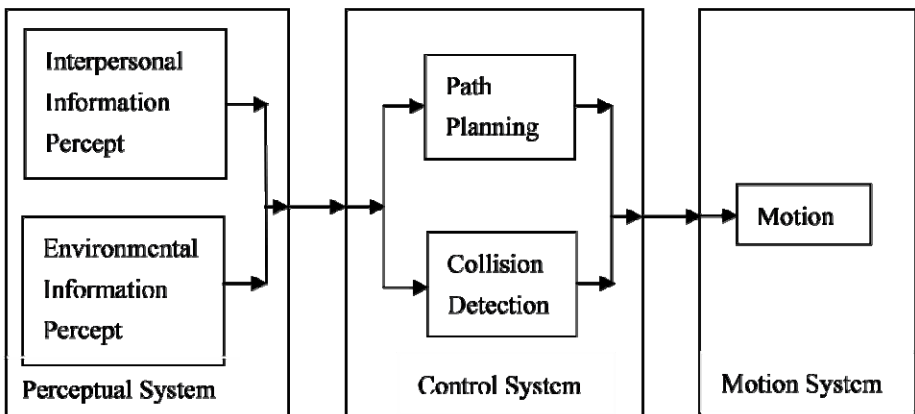 Interpersonal
Information
Percept
Environmental
Information
Percept
Perceptual System
Path
Planning
Collision
Detection
Control System
Motion
Motion System